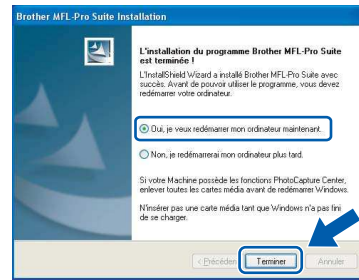 Brother MFL-Pro Suite Installation
L'installation du programme Brother MFL-Pro Suite
est terminée !
L'InstallShield Wizard a installé Brother MFL-Pro Suite avec
succès. Avant de pouvoir utiliser le programme, vous devez
redémarrer votre ordinateur.
Oui, je veux redémarrer mon ordinateur maintenant.
Non, je redémarrerai mon ordinateur plus tard.
Si votre Machine possède les fonctions PhotoCapture Center,
enlever toutes les cartes média avant de redémarrer Windows.
N'insérer pas une carte média tant que Windows n'a pas fini
de se charger.
< Précédent Terminer Annuler